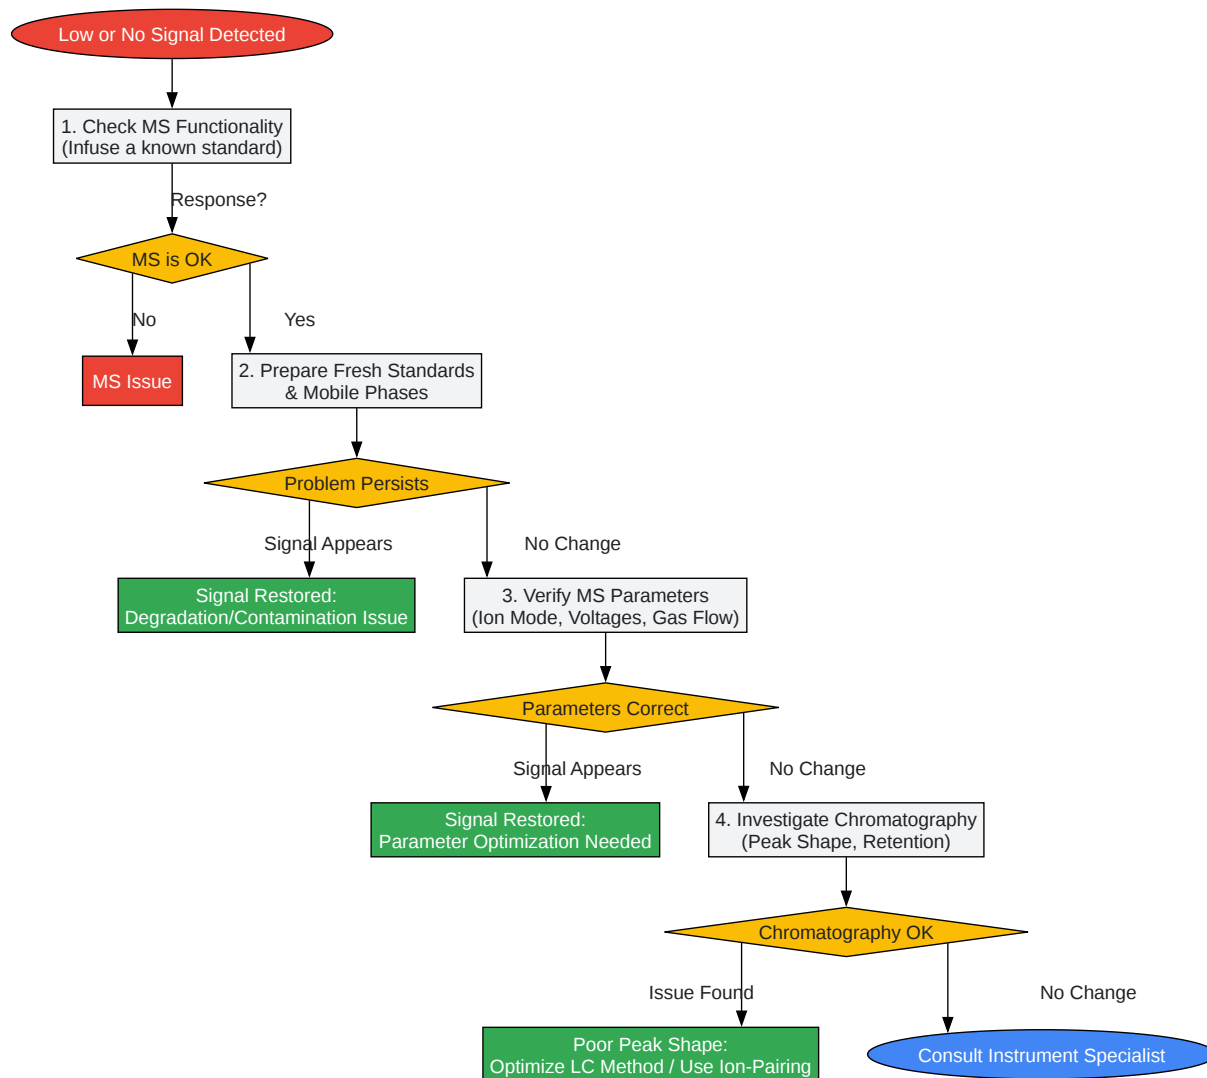 Low or No Signal Detected
1. Check MS Functionality
(Infuse a known standard)
Response?
MS is OK
No
Yes
MS Issue
2. Prepare Fresh Standards
& Mobile Phases
Problem Persists
Signal Appears
No Change
Signal Restored:
Degradation/Contamination Issue
3. Verify MS Parameters
(Ion Mode, Voltages, Gas Flow)
Parameters Correct
Signal Appears
No Change
Signal Restored:
Parameter Optimization Needed
4. Investigate Chromatography
(Peak Shape, Retention)
Chromatography OK
Issue Found
No Change
Poor Peak Shape:
Optimize LC Method / Use Ion-Pairing
Consult Instrument Specialist